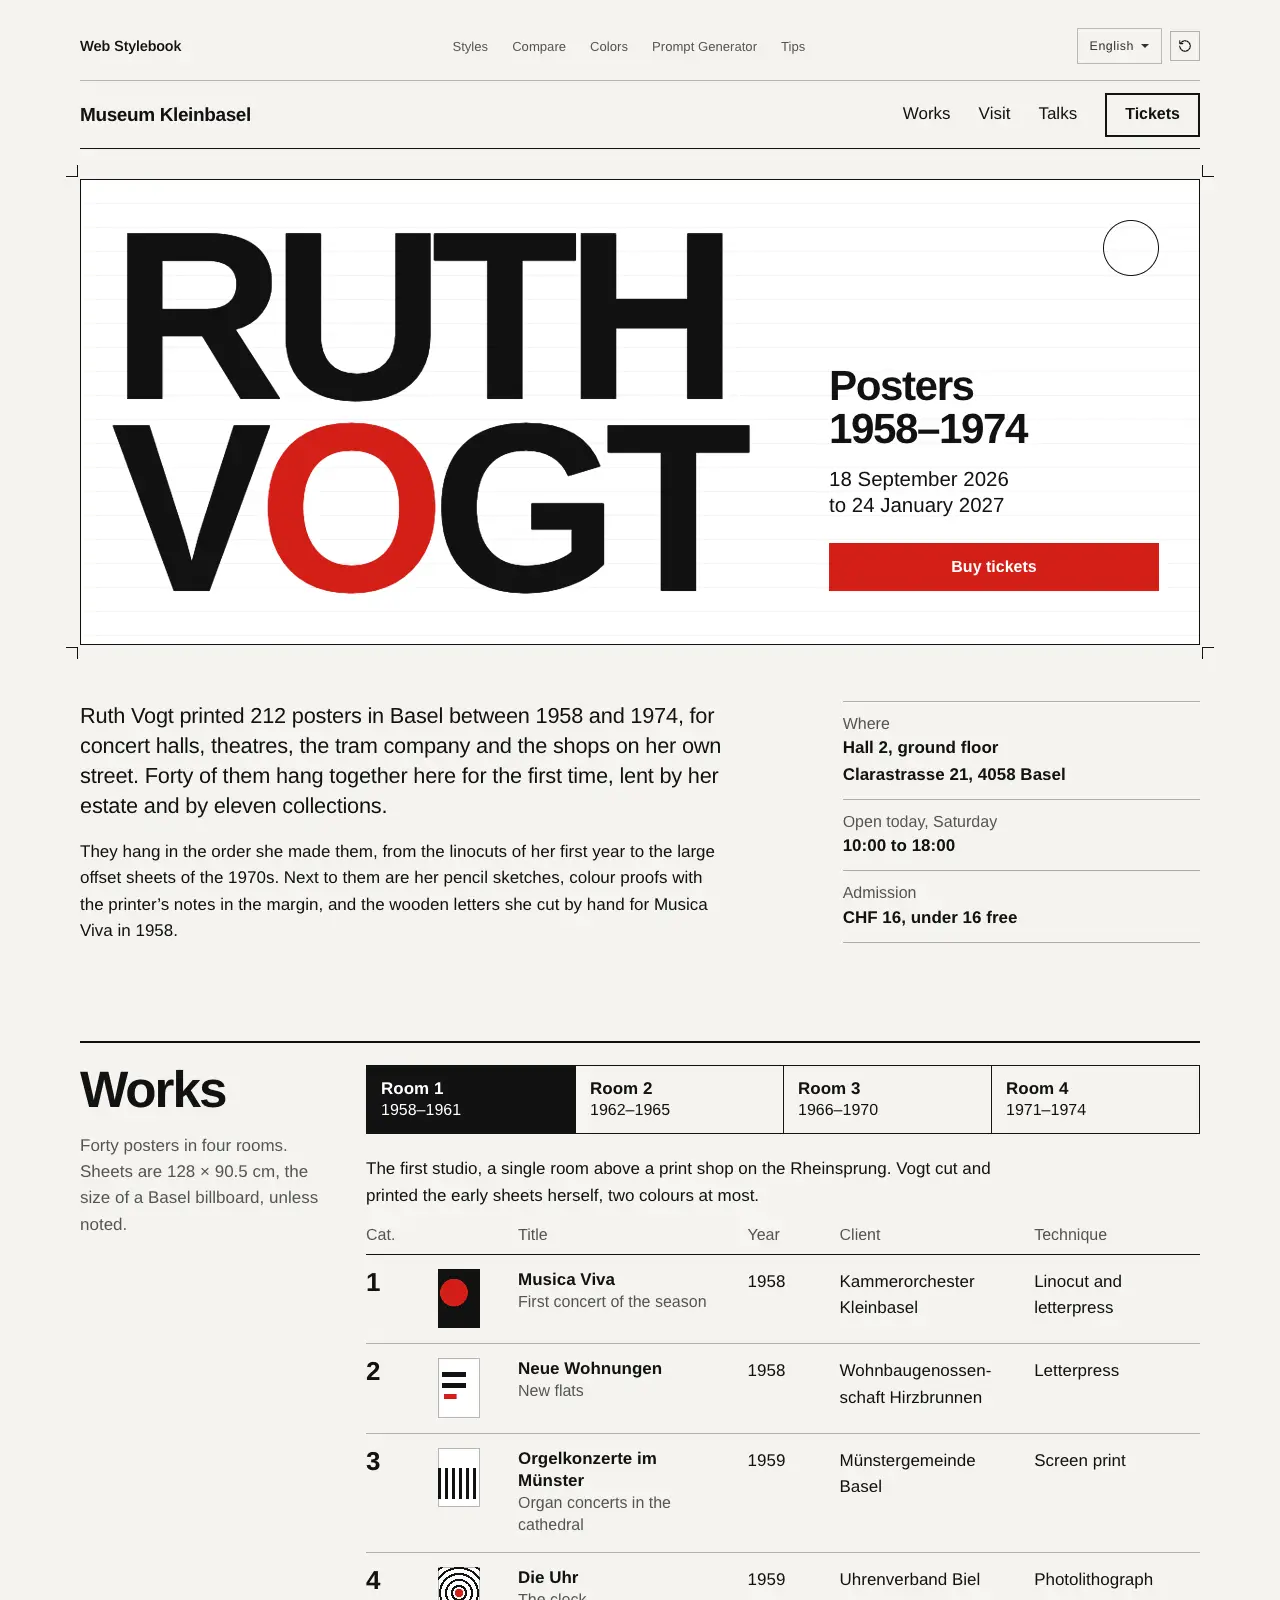 Web Stylebook
Styles
Compare
Colors
Prompt Generator
Tips
English
Museum Kleinbasel
Works
Visit
Talks
Tickets
RUTH
VOGT
Posters
1958–1974
18 September 2026
to 24 January 2027
Buy tickets
Ruth Vogt printed 212 posters in Basel between 1958 and 1974, for
concert halls, theatres, the tram company and the shops on her own
street. Forty of them hang together here for the first time, lent by her
estate and by eleven collections.
They hang in the order she made them, from the linocuts of her first year to the large
offset sheets of the 1970s. Next to them are her pencil sketches, colour proofs with
the printer’s notes in the margin, and the wooden letters she cut by hand for Musica
Viva in 1958.
Where
Hall 2, ground floor
Clarastrasse 21, 4058 Basel
Open today, Saturday
10:00 to 18:00
Admission
CHF 16, under 16 free
Works
Forty posters in four rooms.
Sheets are 128 × 90.5 cm, the
size of a Basel billboard, unless
noted.
Room 1
1958–1961
Room 2
1962–1965
Room 3
1966–1970
Room 4
1971–1974
The first studio, a single room above a print shop on the Rheinsprung. Vogt cut and
printed the early sheets herself, two colours at most.
Cat.
Title
Year
Client
Technique
1
Musica Viva
First concert of the season
1958
Kammerorchester
Kleinbasel
Linocut and
letterpress
2
Neue Wohnungen
New flats
1958
Wohnbaugenossen-
schaft Hirzbrunnen
Letterpress
3
Orgelkonzerte im
Münster
Organ concerts in the
cathedral
1959
Münstergemeinde
Basel
Screen print
4
Die Uhr
The clock
1959
Uhrenverband Biel
Photolithograph